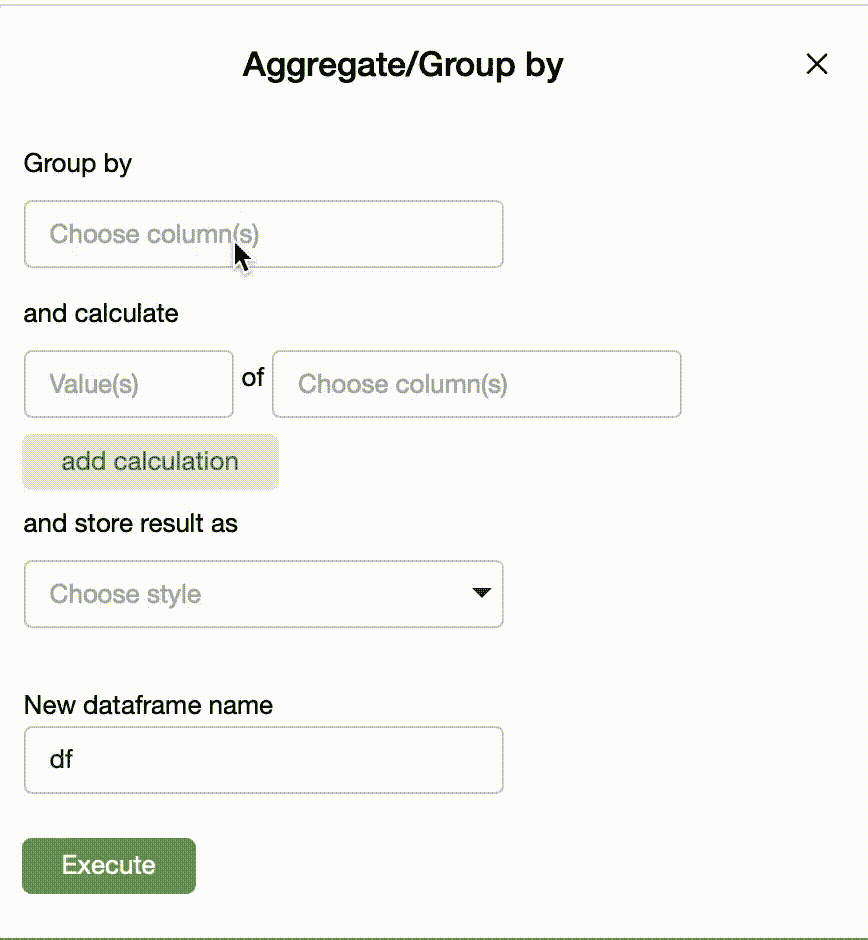 Aggregate/Group by
Group by
Choose column(s)
and calculate
Value(s) of Choose column(s)
add calculation
and store result as
Choose style
New dataframe name
df
Execute